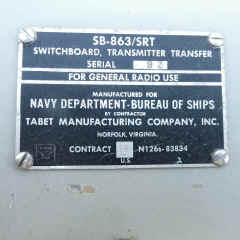 SB-863/SRT
SWITCHBOARD, TRANSMITTER TRANSFER
SERIAL 82
FOR GENERAL RADIO USE
MANUFACTURED FOR
NAVY DEPARTMENT-BUREAU OF SHIPS
BY CONTRACTOR
TABET MANUFACTURING COMPANY, INC.
NORFOLK, VIRGINIA.
CONTRACT N126s-83834
U.S.